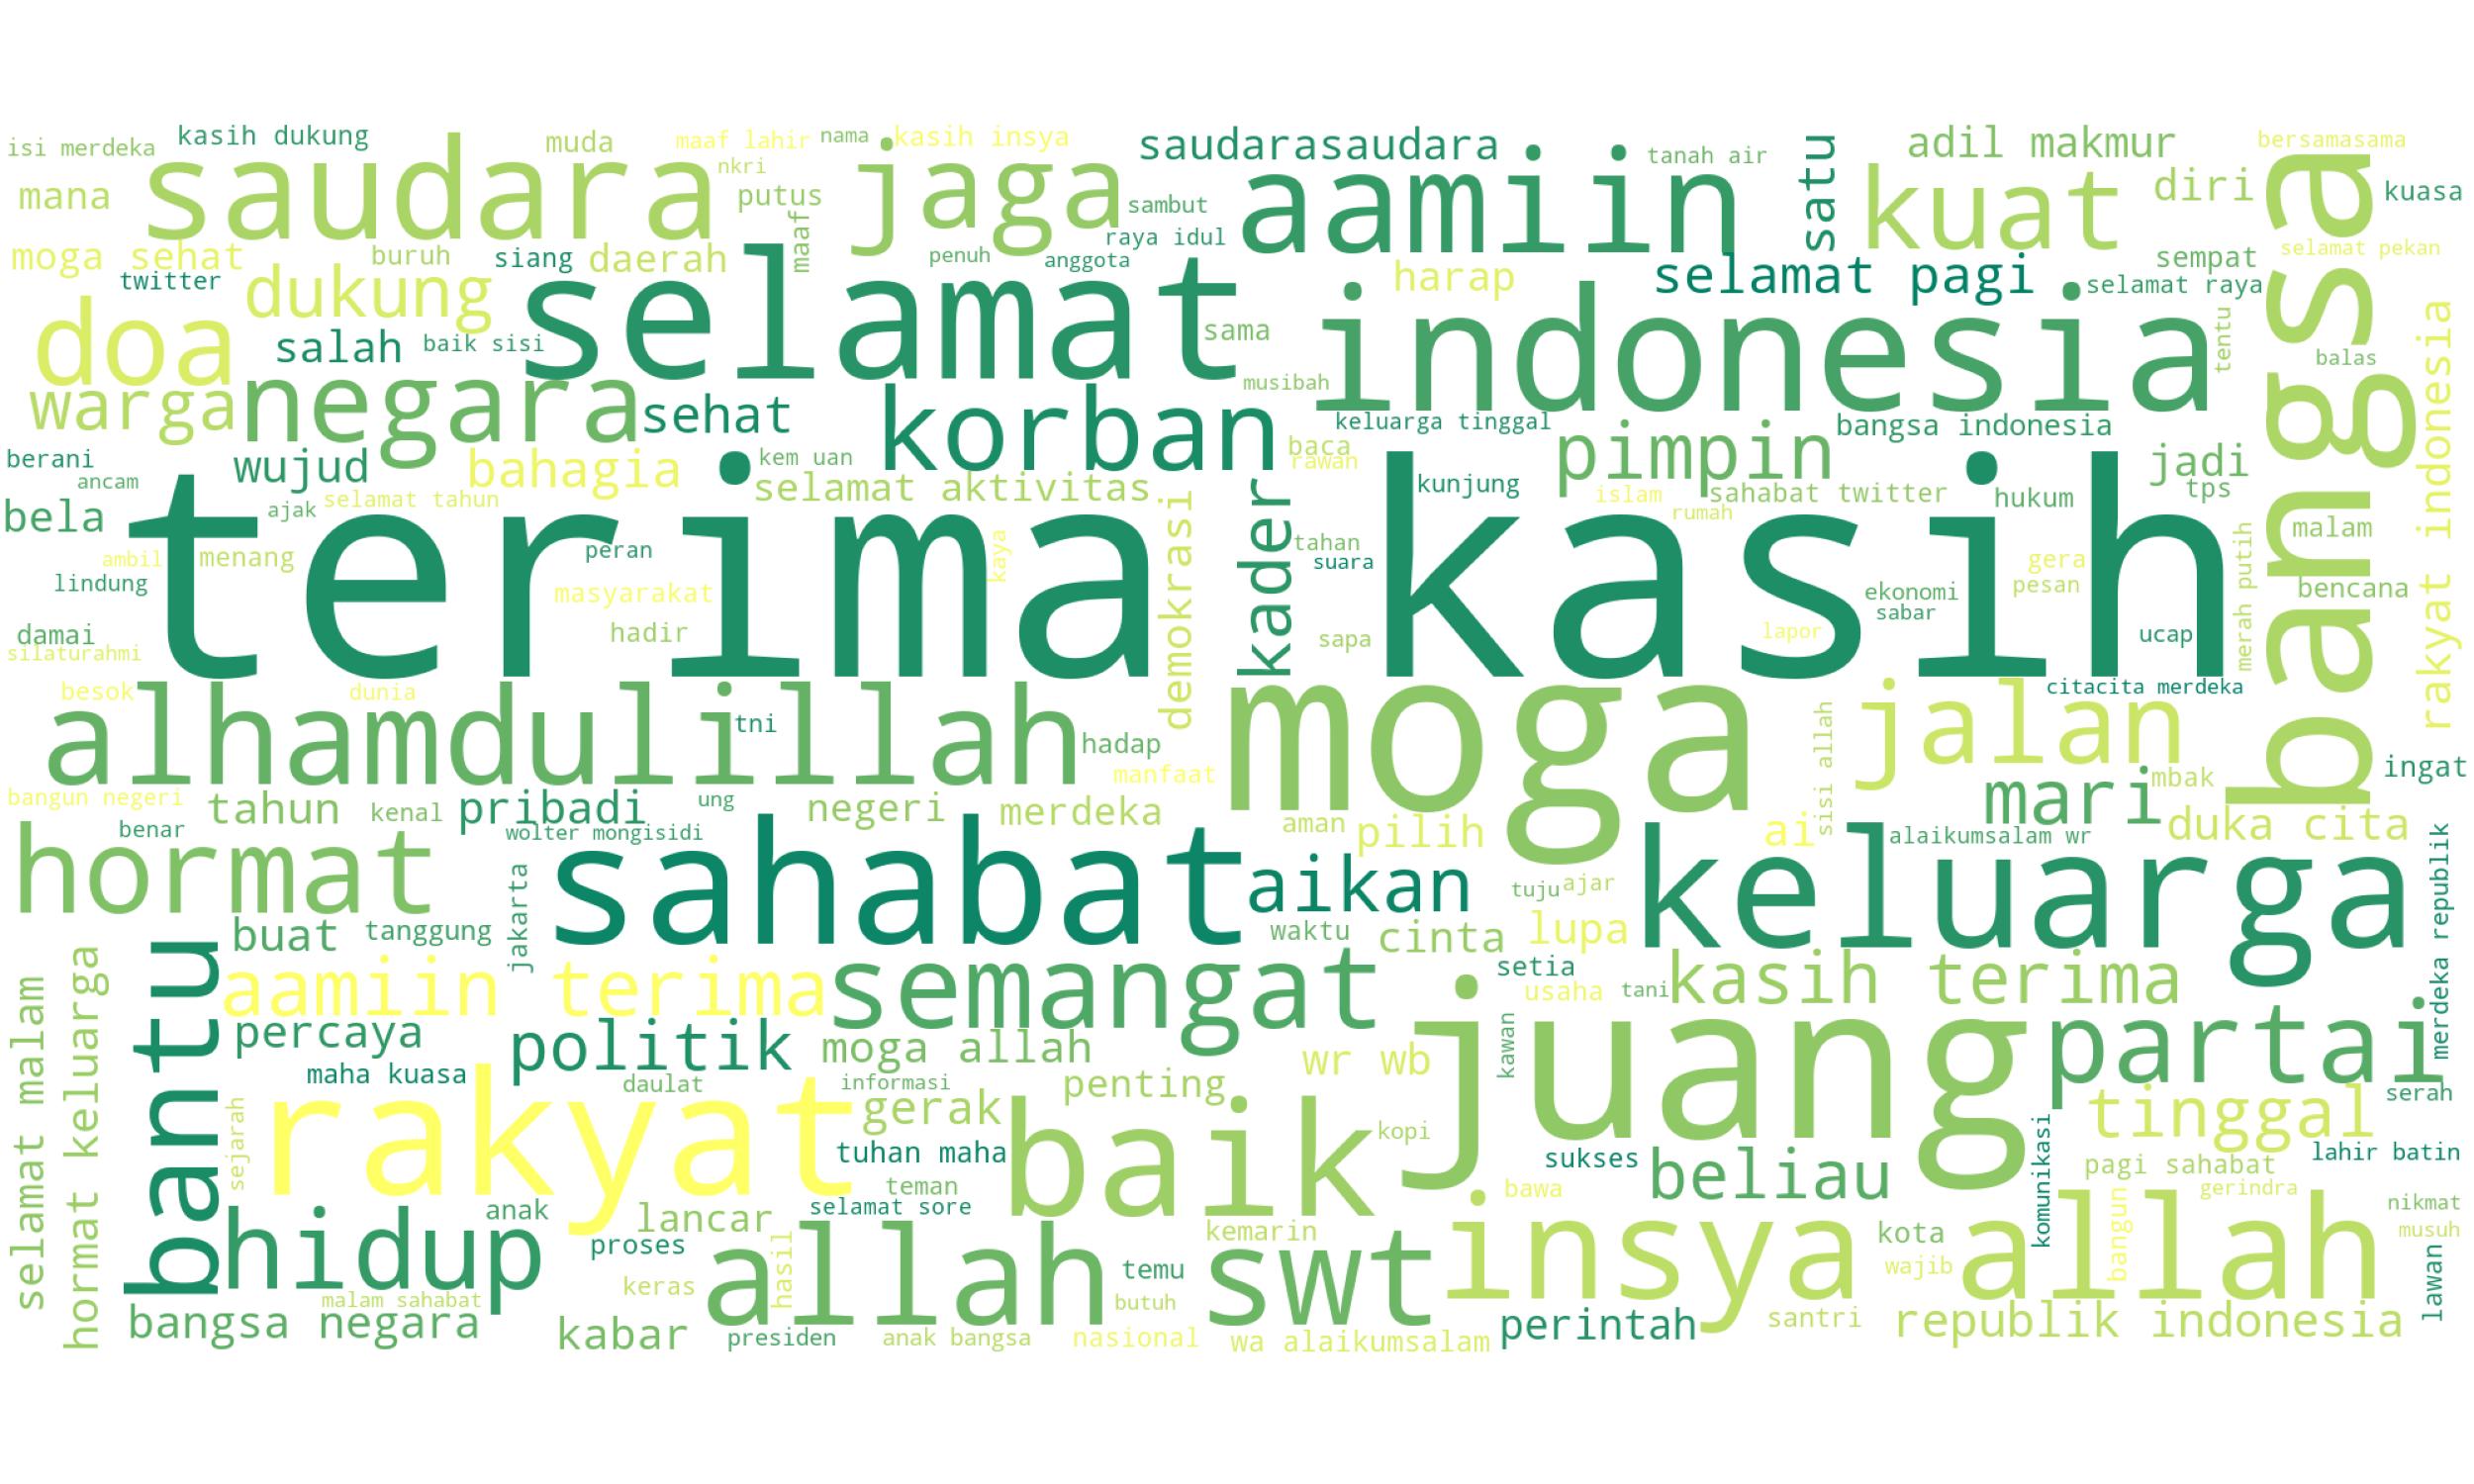 isi merdeka
kasih dukung
muda
maaf lahir
nama
kasih insya
saudarasaudara
tanah air
satu
adil makmur
bersamasama
mana
saudara
nkri
putus
jaga
sambut
aamiin
kuat
diri
bangsa
kuasa
moga sehat
twitter
buruh
siang
daerah
maaf
penuh
raya idul
anggota
harap
selamat pagi
sempat
selamat pekan
selamat raya
doa
dukung
salah
baik sisi
selamat
sama
indonesia
tentu
balas
rakyat indonesia
warga
negara
sehat
korban
musibah
keluarga tinggal
baca
rawan
pimpin
bangsa indonesia
berani
ancam
wujud
bahagia
kem uan
selamat aktivitas
kader
kunjung
islam
sahabat twitter
rumah
hukum
jadi
tps
bela
ajak
selamat tahun
demokrasi
malam
terima
kasih
ambil
menang
peran
kaya
tahan
suara
gera
pesan
merah putih
lindung
masyarakat
ekonomi
sabar
bencana
damai
hadir
sapa
lapor
ucap
silaturahmi
besok
dunia
citacita merdeka
alhamdulillah
tni
hadap
manfaat
moga
sisi allah
jalan
mari
mbak
ingat
bangun negeri
tahun
kenal
pribadi
ung
negeri
merdeka
aman
pilih
ai
duka cita
benar
wolter mongisidi
alaikumsalam wr
hormat
jakarta
sahabat
aikan
tuju
ajar
keluarga
merdeka republik
buat
tanggung
waktu
cinta
lupa
selamat malam
hormat keluarga
bantu
aamiin terima
semangat
setia
usaha
tani
kasih terima
percaya
politik
moga allah
wr wb
kawan
juang
partai
maha kuasa
daulat
informasi
penting
serah
sejarah
rakyat
gerak
baik
kopi
tinggal
tuhan maha
sukses
beliau
komunikasi
lahir batin
teman
bawa
pagi sahabat
gerindra
hidup
anak
lancar
selamat sore
kemarin
nikmat
proses
hasil
allah swt
insya allah
kota
bangun
musuh
keras
temu
wajib
lawan
malam sahabat
butuh
bangsa negara
kabar
presiden
anak bangsa
nasional
wa alaikumsalam
perintah
santri
republik indonesia